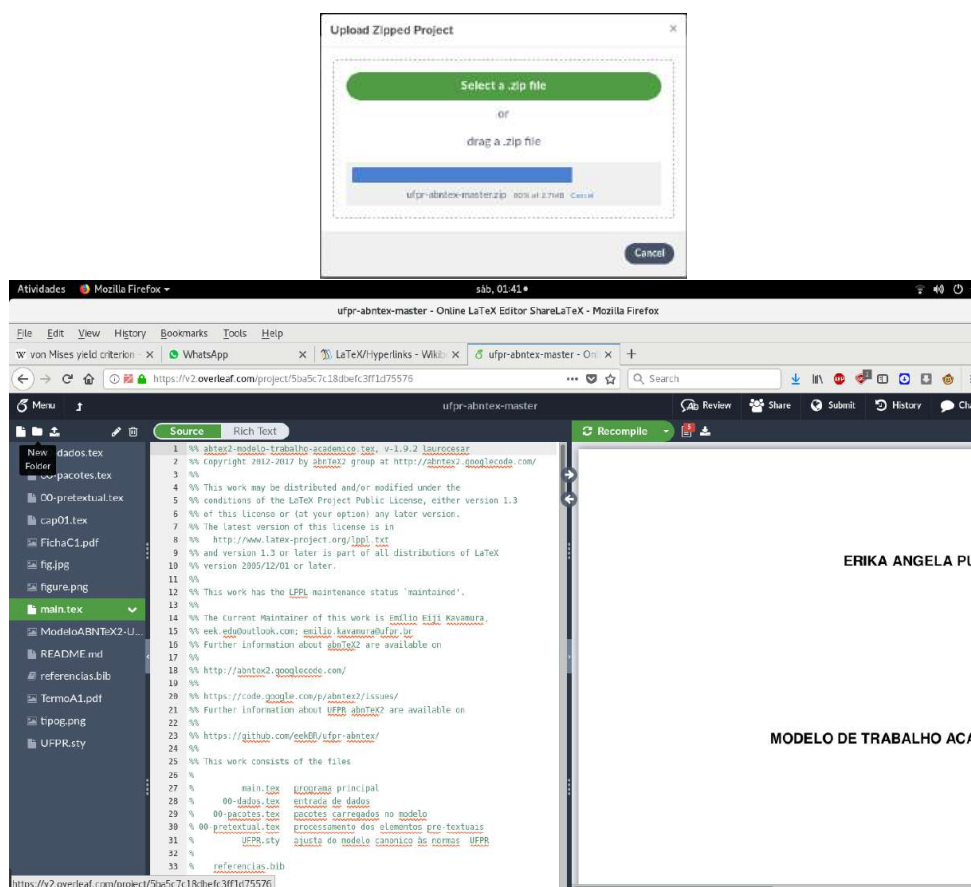 Upload Zipped Project ×
Select a .zip file
or
drag a .zip file
ufpr-abntex-master.zip 80% of 2.7MB Cancel
Cancel
Atividades Mozilla Firefox
sáb, 01:41
ufpr-abntex-master - Online LaTeX Editor ShareLaTeX - Mozilla Firefox
File Edit View History Bookmarks Tools Help
von Mises yield criterion - × WhatsApp × LaTeX/Hyperlinks - Wikib × ufpr-abntex-master - Onl × +
https://v2.overleaf.com/project/5ba5c7c18dbefc3ff1d75576 Search
Menu ufpr-abntex-master Review Share Submit History Cha
Source Rich Text Recompile
New Folder
dados.tex
00-pacotes.tex
00-pretextual.tex
cap01.tex
FichaC1.pdf
fig.jpg
figure.png
main.tex
ModeloABNTeX2-U...
README.md
referencias.bib
TermoA1.pdf
tipog.png
UFPR.sty
1 %% abtex2-modelo-trabalho-academico.tex, v-1.9.2 laurocesar
2 %% Copyright 2012-2017 by abnTeX2 group at http://abntex2.googlecode.com/
3 %%
4 %% This work may be distributed and/or modified under the
5 %% conditions of the LaTeX Project Public License, either version 1.3
6 %% of this license or (at your option) any later version.
7 %% The latest version of this license is in
8 %% http://www.latex-project.org/lppl.txt
9 %% and version 1.3 or later is part of all distributions of LaTeX
10 %% version 2005/12/01 or later.
11 %%
12 %% This work has the LPPL maintenance status `maintained'.
13 %%
14 %% The Current Maintainer of this work is Emílio Eiji Kavamura,
15 %% eek.edu@outlook.com; emilio.kavamura@ufpr.br
16 %% Further information about abnTeX2 are available on
17 %%
18 %% http://abntex2.googlecode.com/
19 %%
20 %% https://code.google.com/p/abntex2/issues/
21 %% Further information about UFPR abnTeX2 are available on
22 %%
23 %% https://github.com/eekBR/ufpr-abntex/
24 %%
25 %% This work consists of the files
26 %
27 % main.tex programa principal
28 % 00-dados.tex entrada de dados
29 % 00-pacotes.tex pacotes carregados no modelo
30 % 00-pretextual.tex processamento dos elementos pre-textuais
31 % UFPR.sty ajusta do modelo canonico às normas UFPR
32 %
33 % referencias.bib
ERIKA ANGELA PU
MODELO DE TRABALHO ACA
https://v2.overleaf.com/project/5ba5c7c18dbefc3ff1d75576